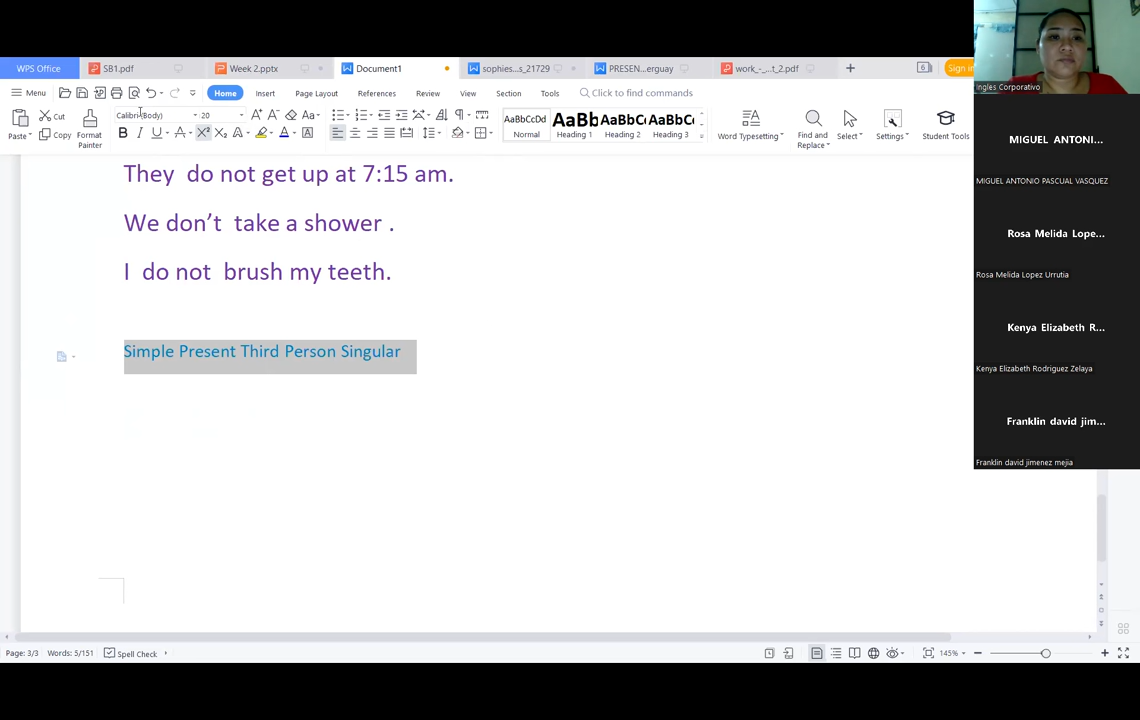 WPS Office
SB1.pdf
Week 2.pptx
Document1
sophies...s_21729
PRESEN...erguay
work_-_...t_2.pdf
Sign in
Menu
Home
Insert
Page Layout
References
Review
View
Section
Tools
Click to find commands
Paste
Cut
Copy
Format Painter
Calibri (Body)
20
AaBbCcDd
Normal
AaBb
Heading 1
AaBbC
Heading 2
AaBbC
Heading 3
Word Typesetting
Find and Replace
Select
Settings
Student Tools
They do not get up at 7:15 am.
We don’t take a shower .
I do not brush my teeth.
Simple Present Third Person Singular
Page: 3/3
Words: 5/151
Spell Check
145%
Ingles Corporativo
MIGUEL ANTONI...
MIGUEL ANTONIO PASCUAL VASQUEZ
Rosa Melida Lope...
Rosa Melida Lopez Urrutia
Kenya Elizabeth R...
Kenya Elizabeth Rodriguez Zelaya
Franklin david jim...
Franklin david jimenez mejia